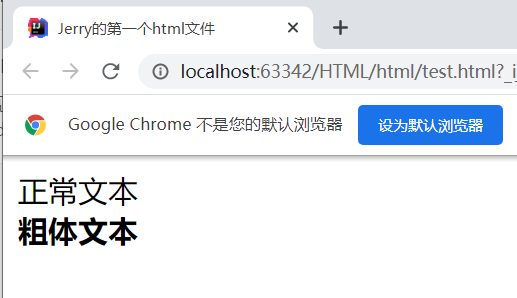 Jerry的第一个html文件
localhost:63342/HTML/html/test.html?_ij
Google Chrome 不是您的默认浏览器
设为默认浏览器
正常文本
粗体文本